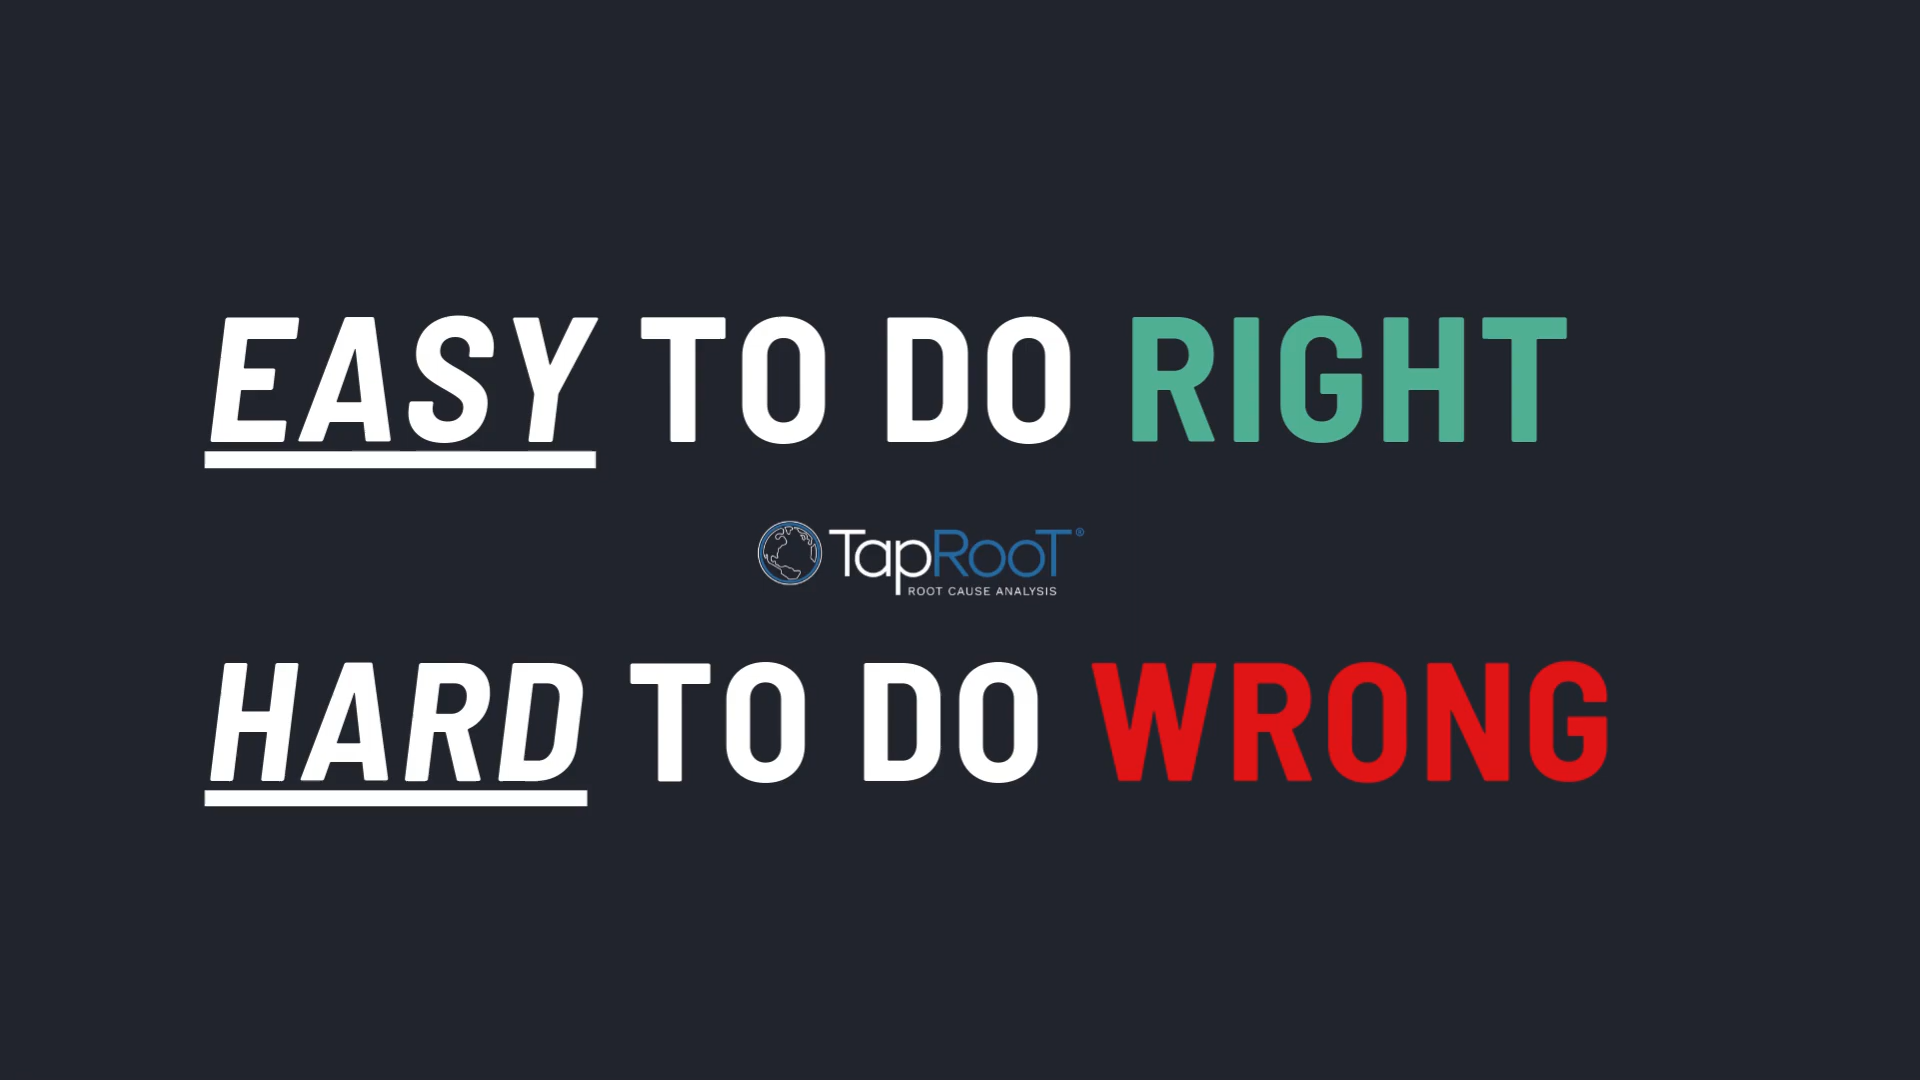 EASY TO DO RIGHT
TapRooT®
ROOT CAUSE ANALYSIS
HARD TO DO WRONG